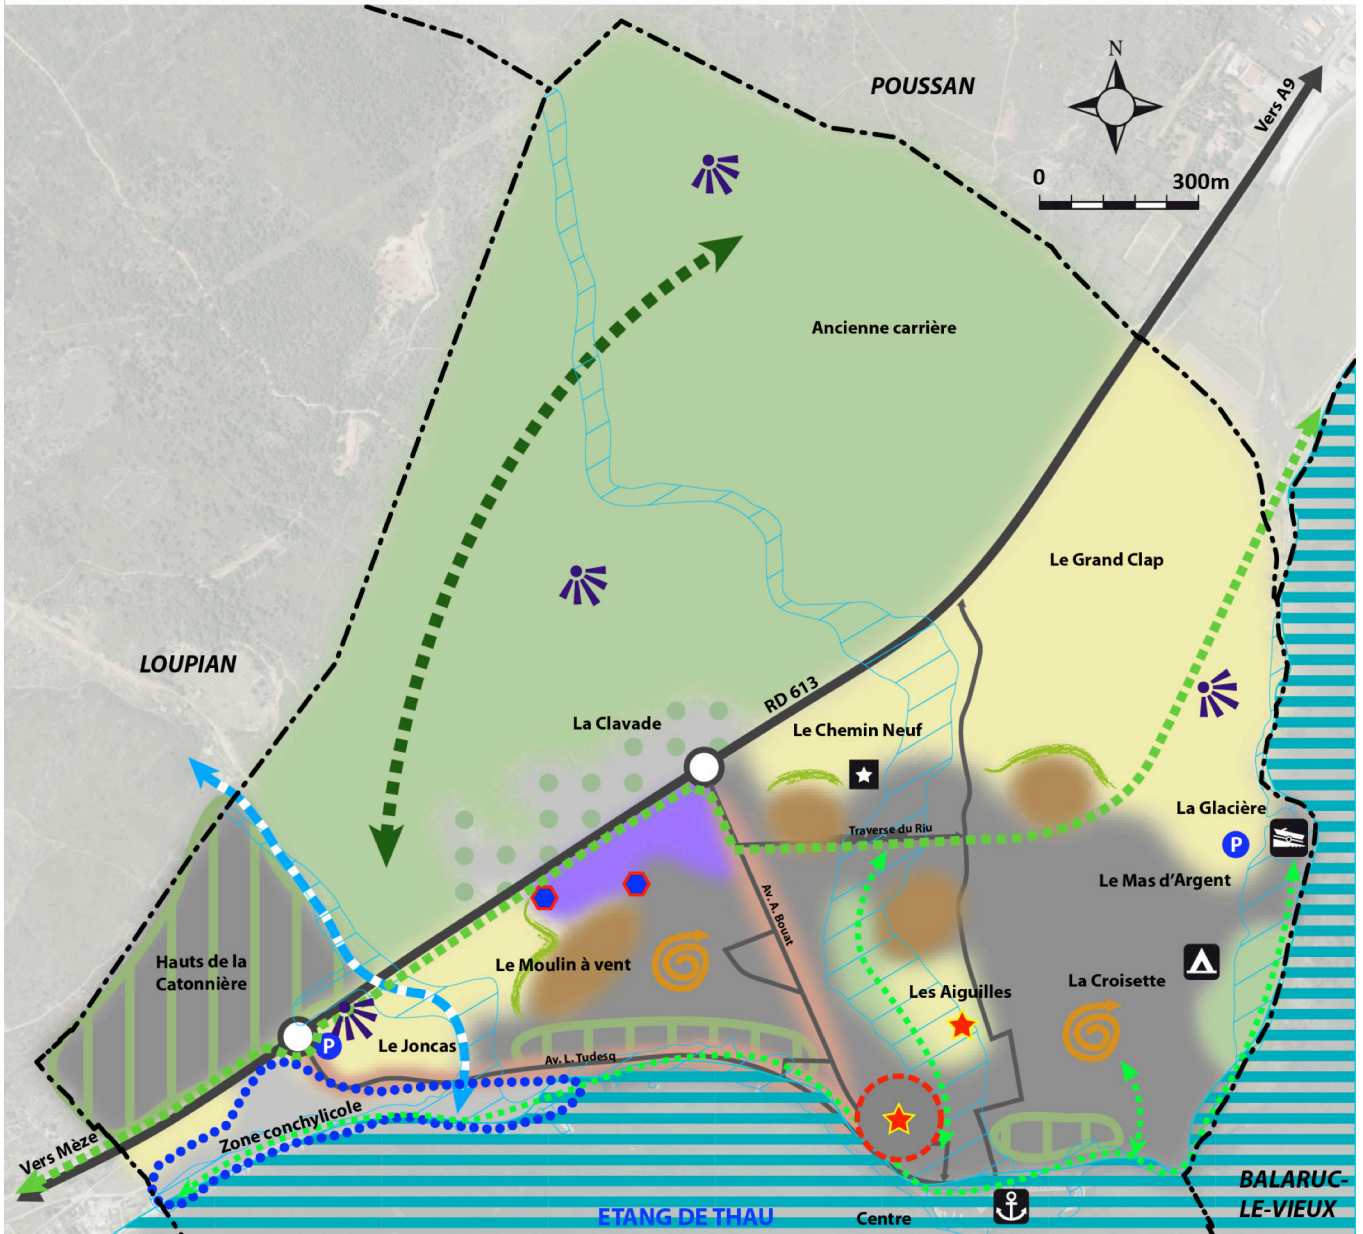 POUSSAN
N
Vers A9
0 300m
Ancienne carrière
Le Grand Clap
LOUPIAN
RD 613
La Clavade
Le Chemin Neuf
La Glacière
P
Traverse du Riu
Le Mas d'Argent
Av. A. Bouat
Hauts de la
Catonnière
Le Moulin à vent
La Croisette
Les Aiguilles
P
Le Joncas
Av. L. Tudesq
Zone conchylicole
Vers Mèze
BALARUC-
LE-VIEUX
ETANG DE THAU
Centre